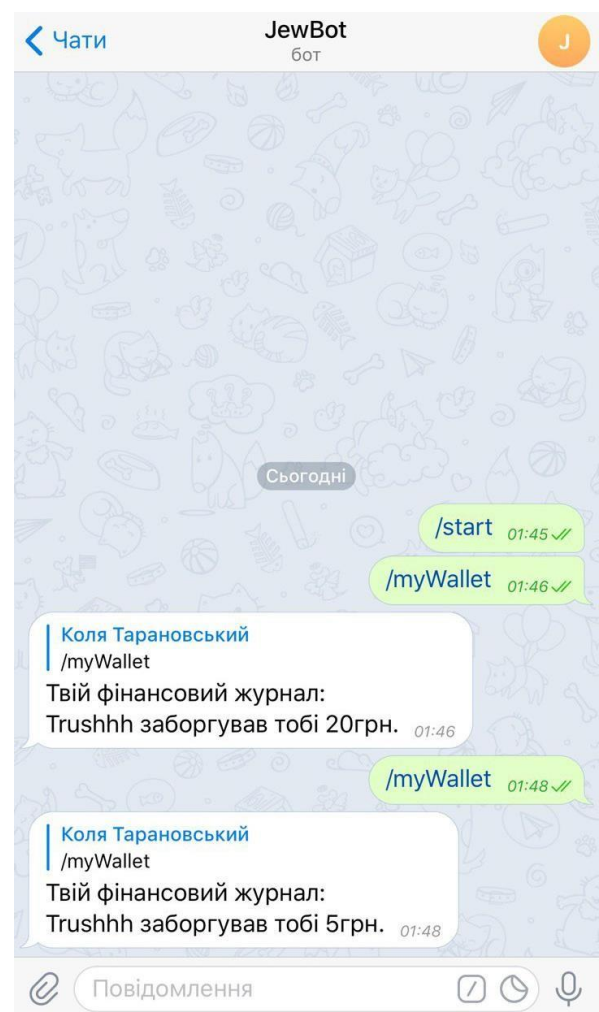 Чати
JewBot
бот
J
Сьогодні
/start 01:45
/myWallet 01:46
Коля Тарановський
/myWallet
Твій фінансовий журнал:
Trushhh заборгував тобі 20грн. 01:46
/myWallet 01:48
Коля Тарановський
/myWallet
Твій фінансовий журнал:
Trushhh заборгував тобі 5грн. 01:48
Повідомлення